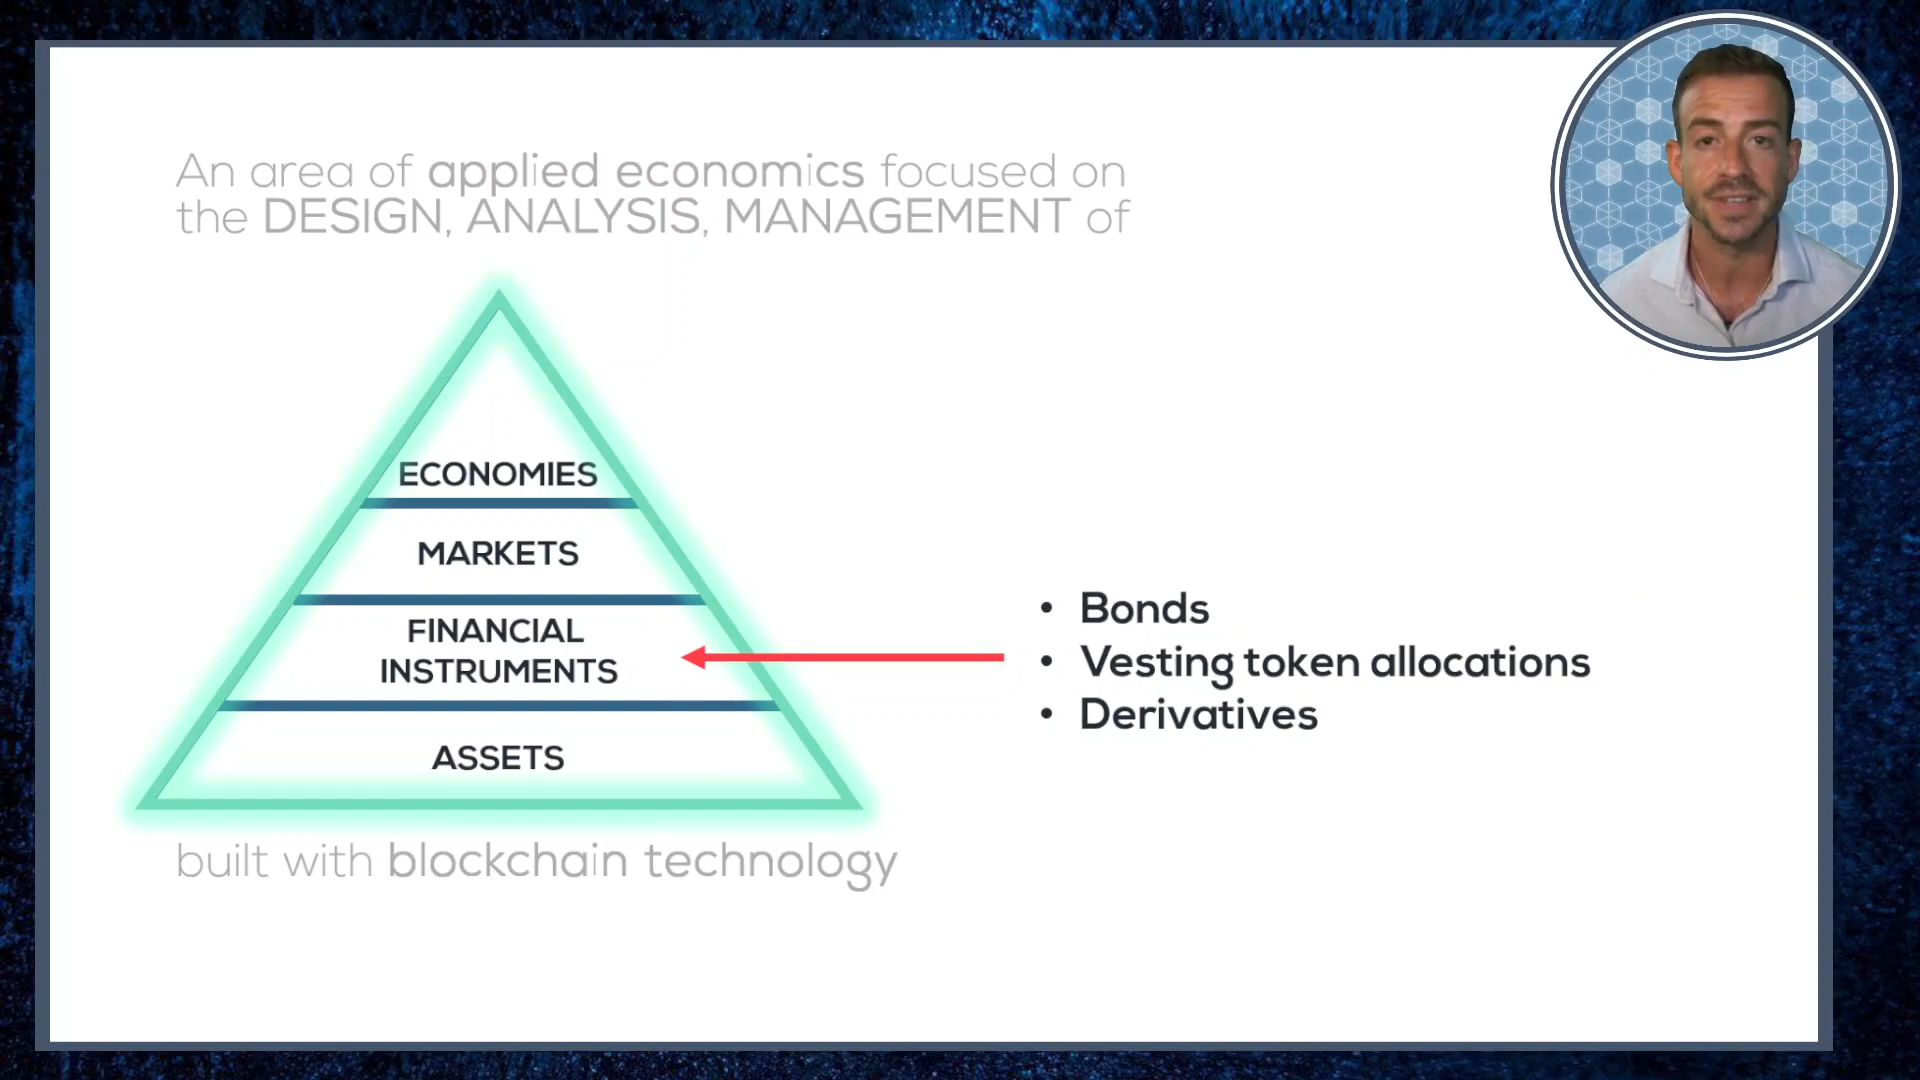 An area of applied economics focused on
the DESIGN, ANALYSIS, MANAGEMENT of
ECONOMIES
MARKETS
FINANCIAL
INSTRUMENTS
ASSETS
• Bonds
• Vesting token allocations
• Derivatives
built with blockchain technology